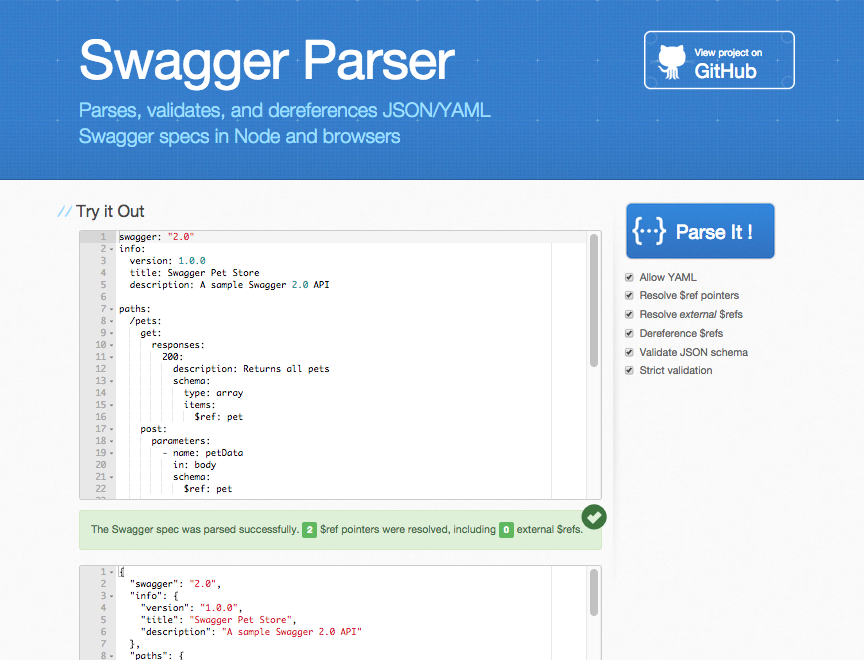 Swagger Parser
View project on
GitHub
Parses, validates, and dereferences JSON/YAML
Swagger specs in Node and browsers
// Try it Out
1 swagger: "2.0"
2 info:
3 version: 1.0.0
4 title: Swagger Pet Store
5 description: A sample Swagger 2.0 API
6
7 paths:
8 /pets:
9 get:
10 responses:
11 200:
12 description: Returns all pets
13 schema:
14 type: array
15 items:
16 $ref: pet
17 post:
18 parameters:
19 - name: petData
20 in: body
21 schema:
22 $ref: pet
{...} Parse It !
Allow YAML
Resolve $ref pointers
Resolve external $refs
Dereference $refs
Validate JSON schema
Strict validation
The Swagger spec was parsed successfully. 2 $ref pointers were resolved, including 0 external $refs.
1 {
2 "swagger": "2.0",
3 "info": {
4 "version": "1.0.0",
5 "title": "Swagger Pet Store",
6 "description": "A sample Swagger 2.0 API"
7 },
8 "paths": {